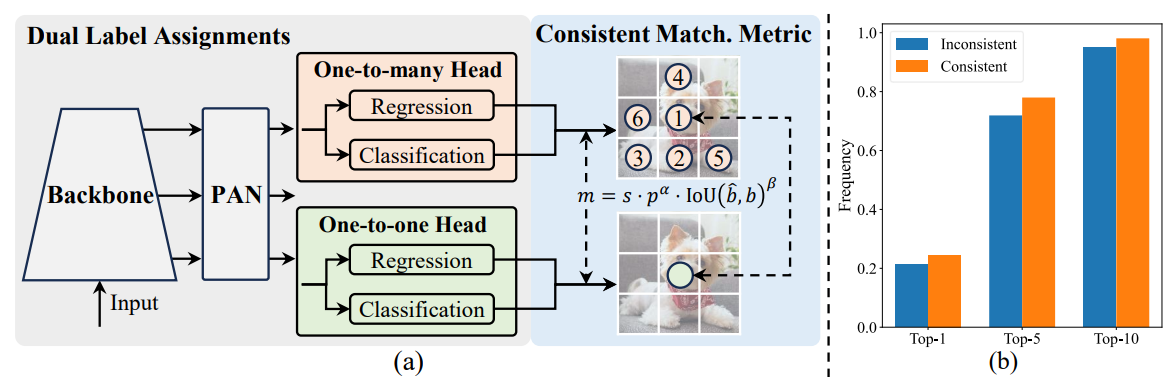 Dual Label Assignments
Consistent Match. Metric
One-to-many Head
Regression
Classification
Backbone
PAN
Input
One-to-one Head
Regression
Classification
4
6 1
3 2 5
m = s · p^α · IoU(b̂, b)^β
(a)
Frequency
1.0
0.8
0.6
0.4
0.2
0.0
Inconsistent
Consistent
Top-1 Top-5 Top-10
(b)